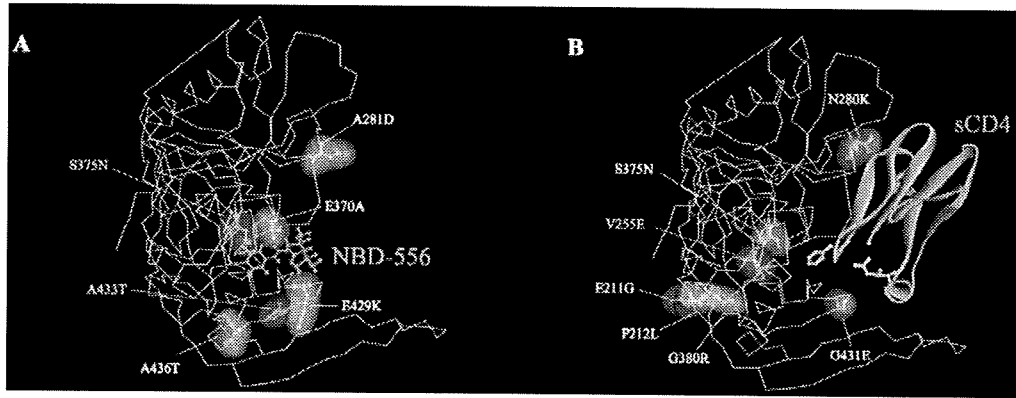 A
A281D
S375N
E370A
NBD-556
A433T
E429K
A436T
B
N280K
sCD4
S375N
V255E
E211G
P212L
G380R
G431E